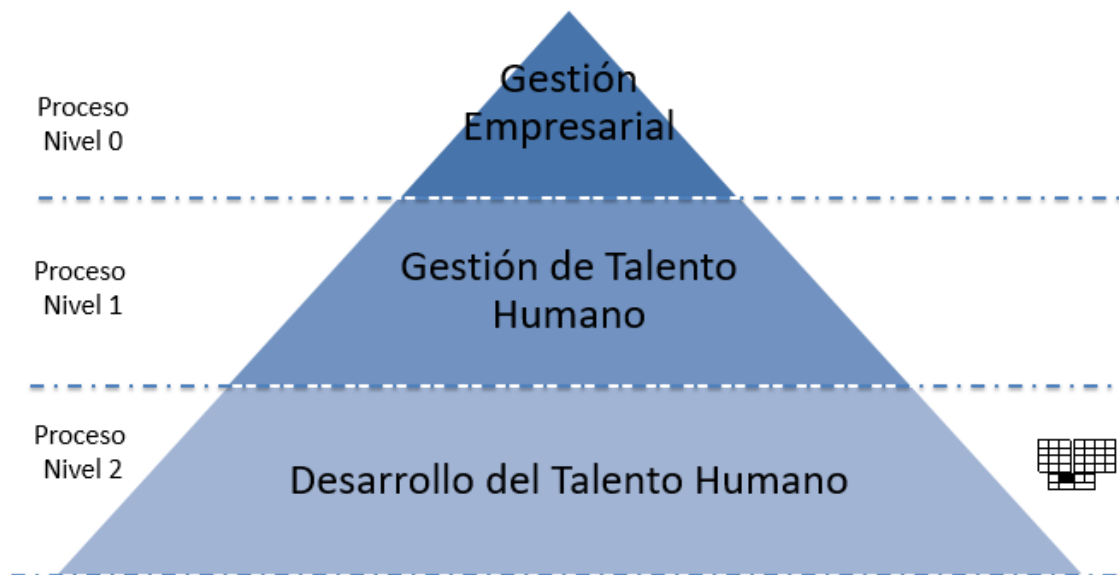 Proceso
Nivel 0
Gestión
Empresarial
Proceso
Nivel 1
Gestión de Talento
Humano
Proceso
Nivel 2
Desarrollo del Talento Humano